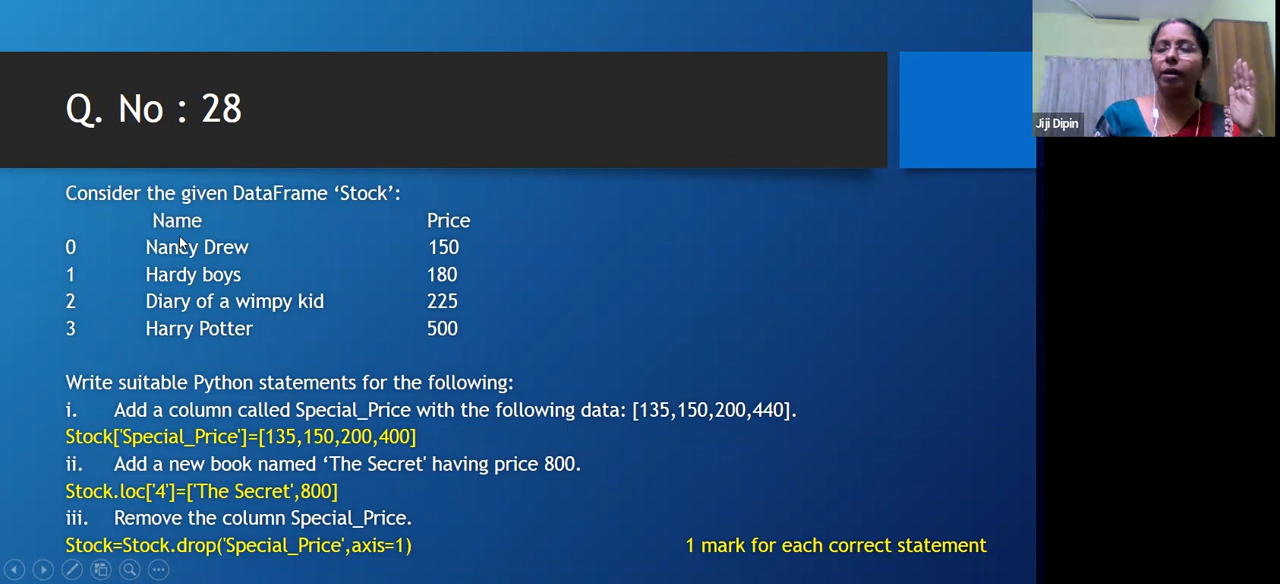 Q. No : 28
Jiji Dipin
Consider the given DataFrame ‘Stock’:
Name Price
0 Nancy Drew 150
1 Hardy boys 180
2 Diary of a wimpy kid 225
3 Harry Potter 500
Write suitable Python statements for the following:
i. Add a column called Special_Price with the following data: [135,150,200,440].
Stock['Special_Price']=[135,150,200,400]
ii. Add a new book named ‘The Secret' having price 800.
Stock.loc['4']=['The Secret',800]
iii. Remove the column Special_Price.
Stock=Stock.drop('Special_Price',axis=1) 1 mark for each correct statement